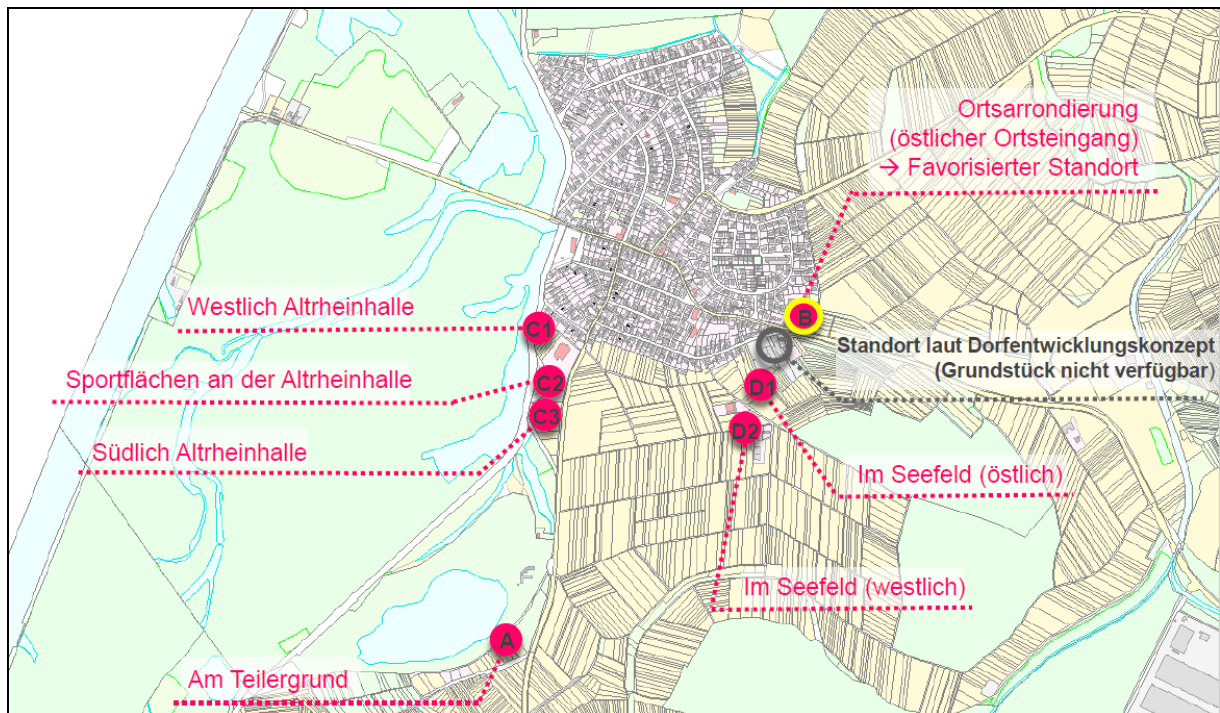 Ortsarrondierung
(östlicher Ortsteingang)
→ Favorisierter Standort
Westlich Altrheinhalle
C1
B
Standort laut Dorfentwicklungskonzept
(Grundstück nicht verfügbar)
Sportflächen an der Altrheinhalle
C2
D1
C3
D2
Südlich Altrheinhalle
Im Seefeld (östlich)
Im Seefeld (westlich)
A
Am Teilergrund